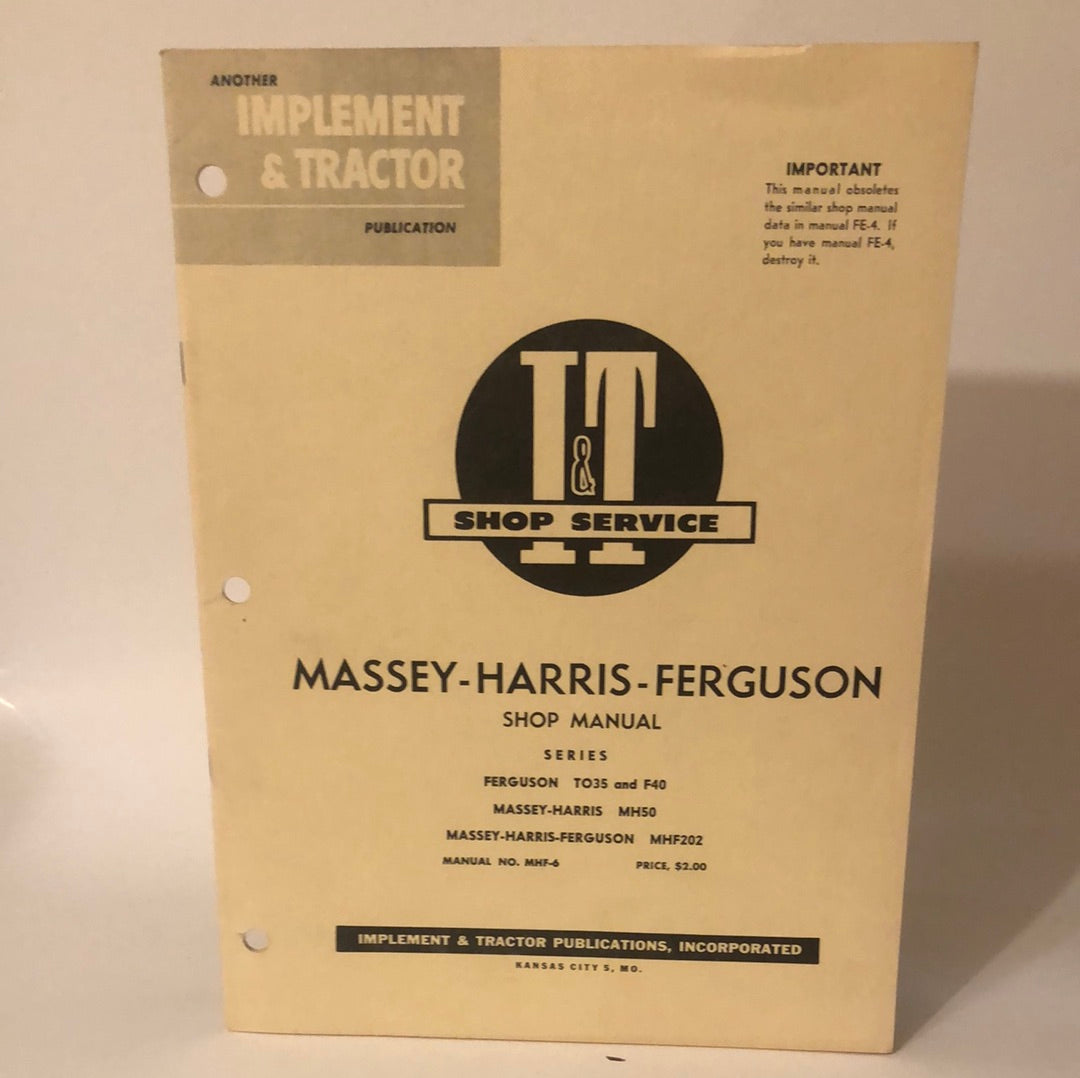 ANOTHER
IMPLEMENT
& TRACTOR
PUBLICATION
IMPORTANT
This manual obsoletes
the similar shop manual
data in manual FE-4. If
you have manual FE-4,
destroy it.
I&T
SHOP SERVICE
MASSEY-HARRIS-FERGUSON
SHOP MANUAL
SERIES
FERGUSON TO35 and F40
MASSEY-HARRIS MH50
MASSEY-HARRIS-FERGUSON MHF202
MANUAL NO. MHF-6 PRICE, $2.00
IMPLEMENT & TRACTOR PUBLICATIONS, INCORPORATED
KANSAS CITY 5, MO.